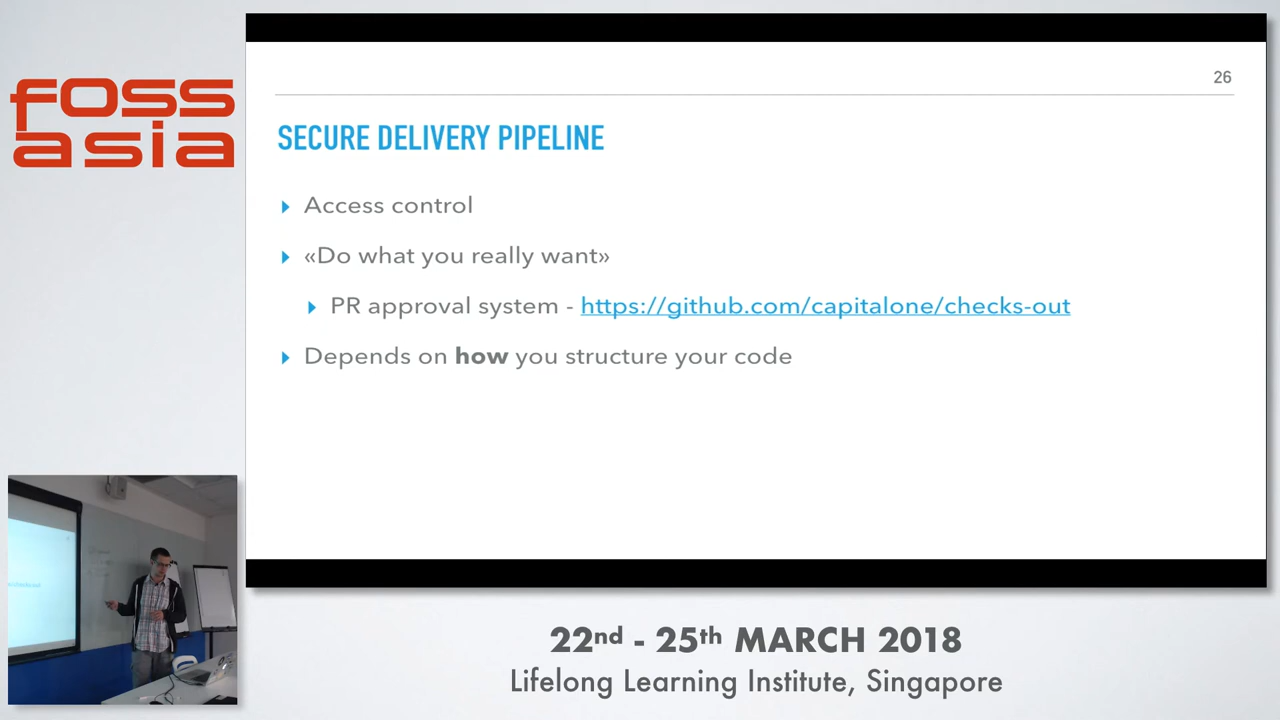 foss
asia
26
SECURE DELIVERY PIPELINE
Access control
«Do what you really want»
PR approval system - https://github.com/capitalone/checks-out
Depends on how you structure your code
22nd - 25th MARCH 2018
Lifelong Learning Institute, Singapore